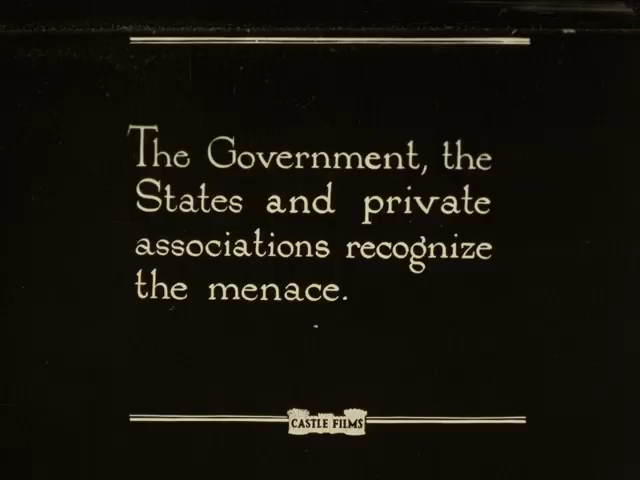 The Government, the
States and private
associations recognize
the menace.
CASTLE FILMS